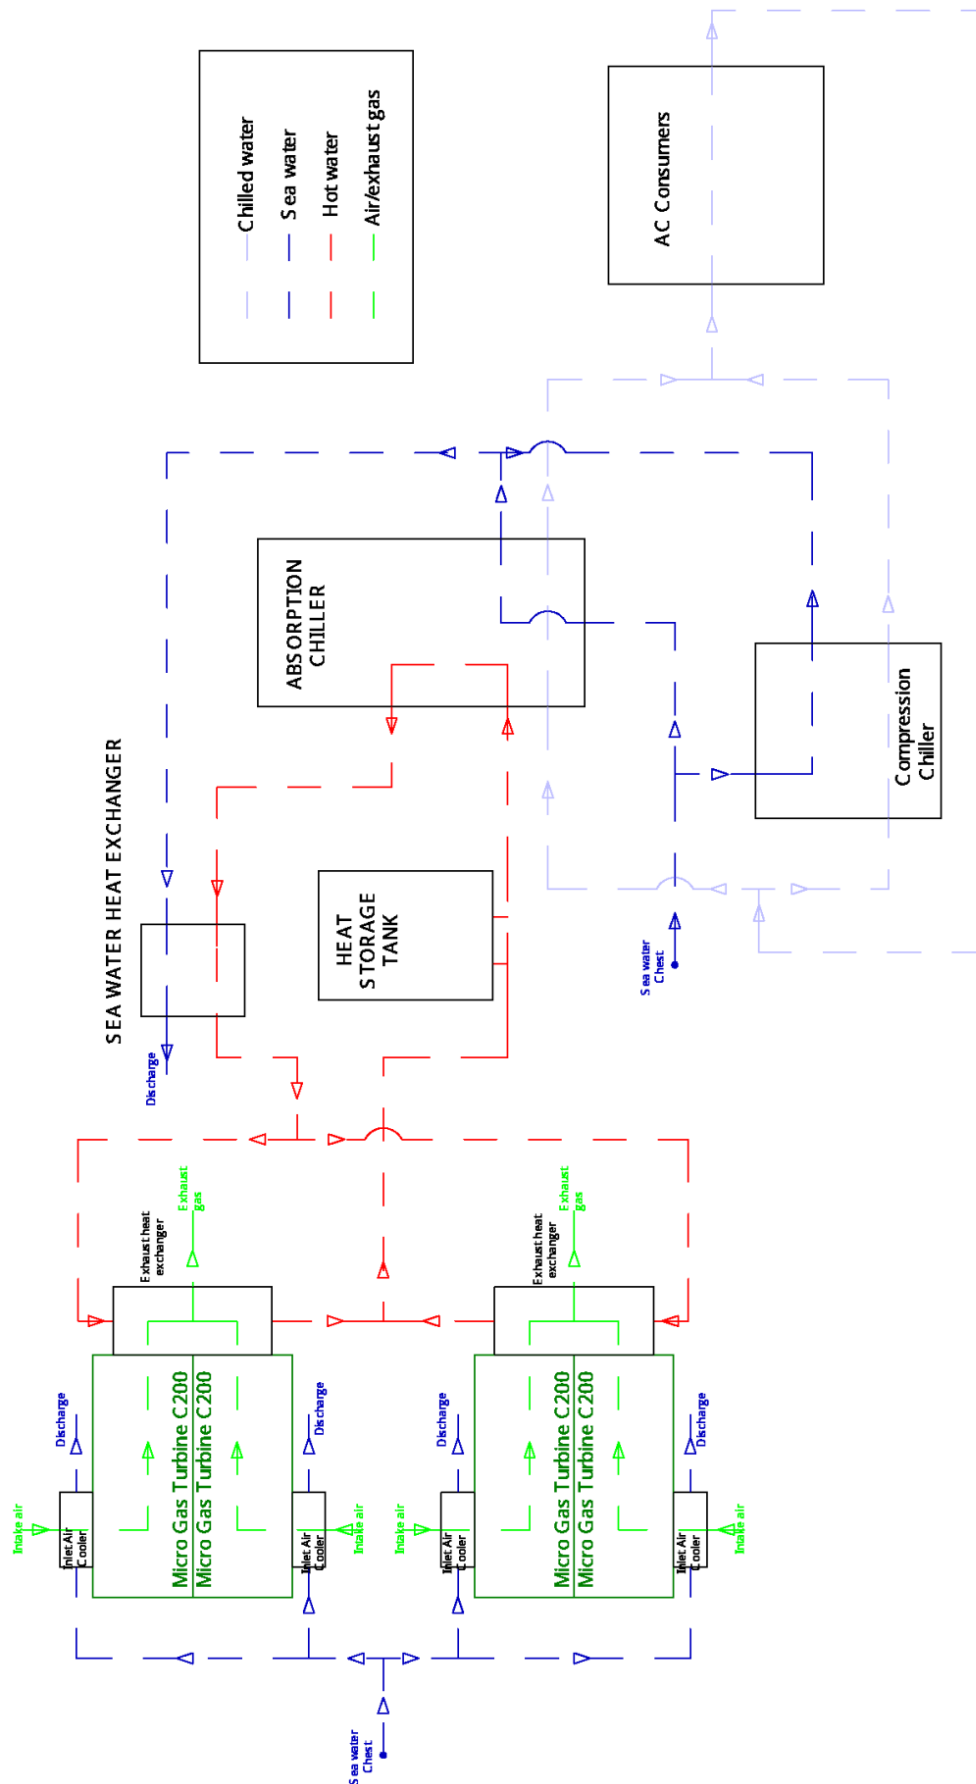 Chilled water
Sea water
Hot water
Air/exhaust gas
AC Consumers
ABSORPTION
CHILLER
Compression
Chiller
SEA WATER HEAT EXCHANGER
HEAT
STORAGE
TANK
Sea water
Chest
Discharge
Exhaust
gas
Exhaust heat
exchanger
Exhaust
gas
Exhaust heat
exchanger
Micro Gas Turbine C200
Micro Gas Turbine C200
Micro Gas Turbine C200
Micro Gas Turbine C200
Discharge
Discharge
Discharge
Discharge
Intake air
Inlet Air
Cooler
Inlet Air
Cooler
Intake air
Intake air
Inlet Air
Cooler
Inlet Air
Cooler
Intake air
Sea water
Chest